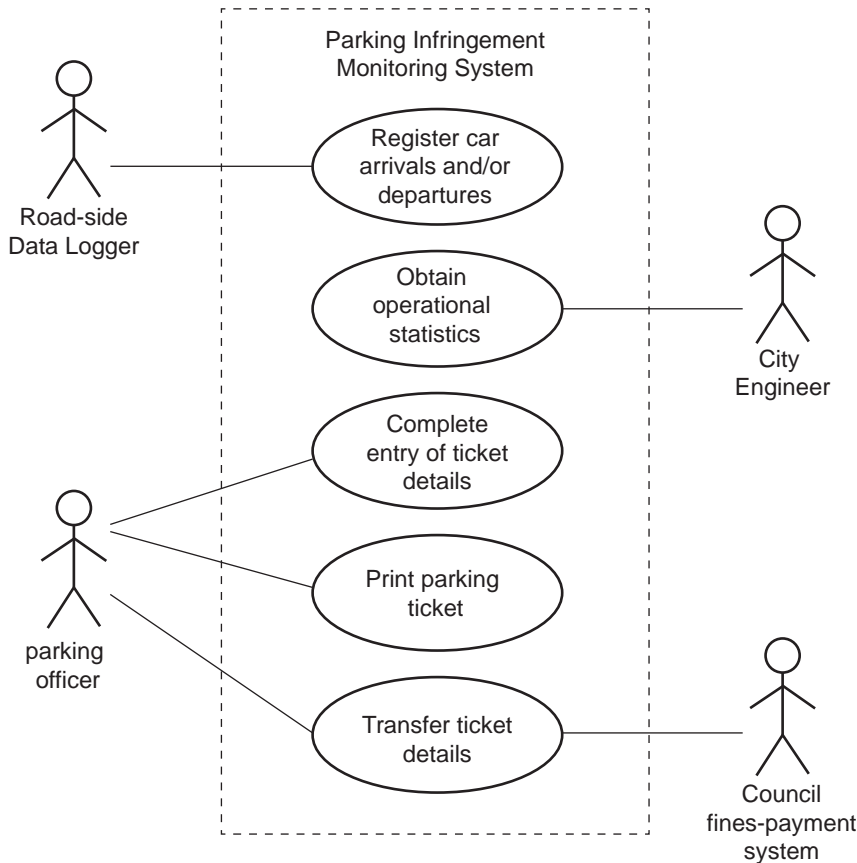 Parking Infringement
Monitoring System
Register car
arrivals and/or
departures
Road-side
Data Logger
Obtain
operational
statistics
City
Engineer
Complete
entry of ticket
details
Print parking
ticket
parking
officer
Transfer ticket
details
Council
fines-payment
system